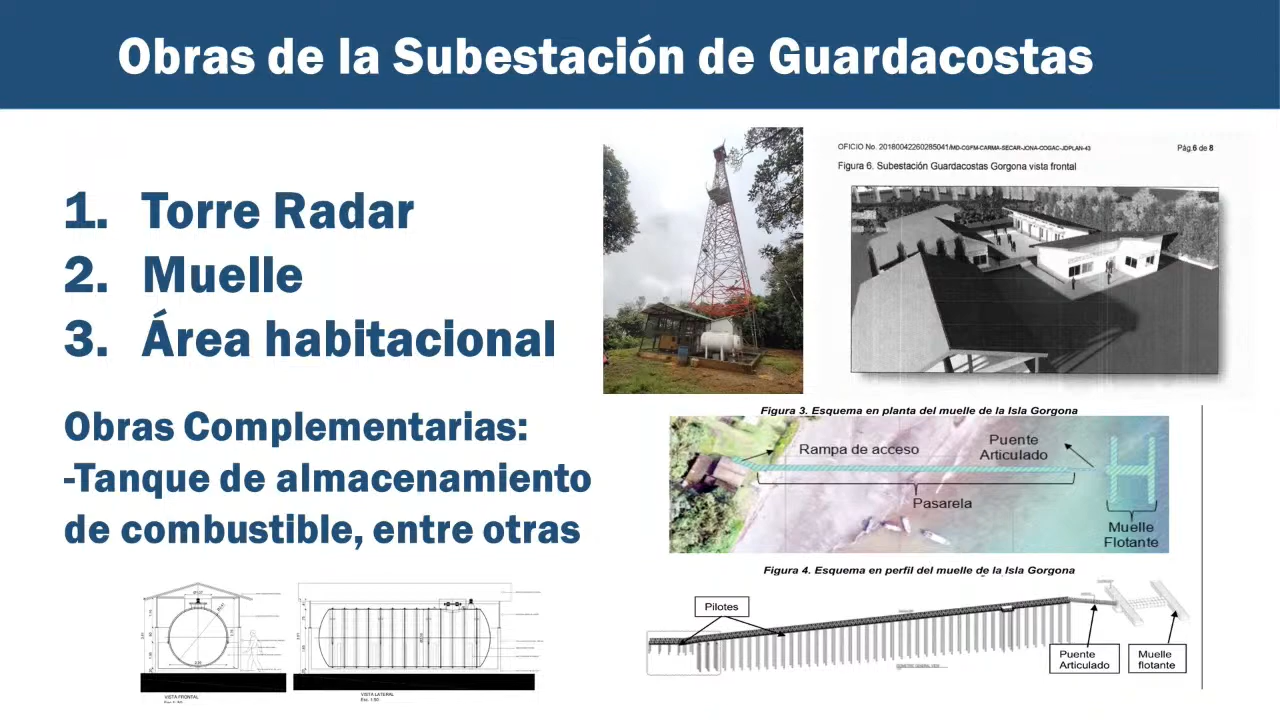 Obras de la Subestación de Guardacostas
1. Torre Radar
2. Muelle
3. Área habitacional
Obras Complementarias:
-Tanque de almacenamiento
de combustible, entre otras
VISTA FRONTAL
VISTA LATERAL
Esc. 1:50
OFICIO No. 20180042260285041/MD-CGFM-CARMA-SECAR-JONA-COGAC-JDPLAN-43
Pág.6 de 8
Figura 6. Subestación Guardacostas Gorgona vista frontal
Figura 3. Esquema en planta del muelle de la Isla Gorgona
Rampa de acceso
Puente
Articulado
Pasarela
Muelle
Flotante
Figura 4. Esquema en perfil del muelle de la Isla Gorgona
Pilotes
Puente
Articulado
Muelle
flotante